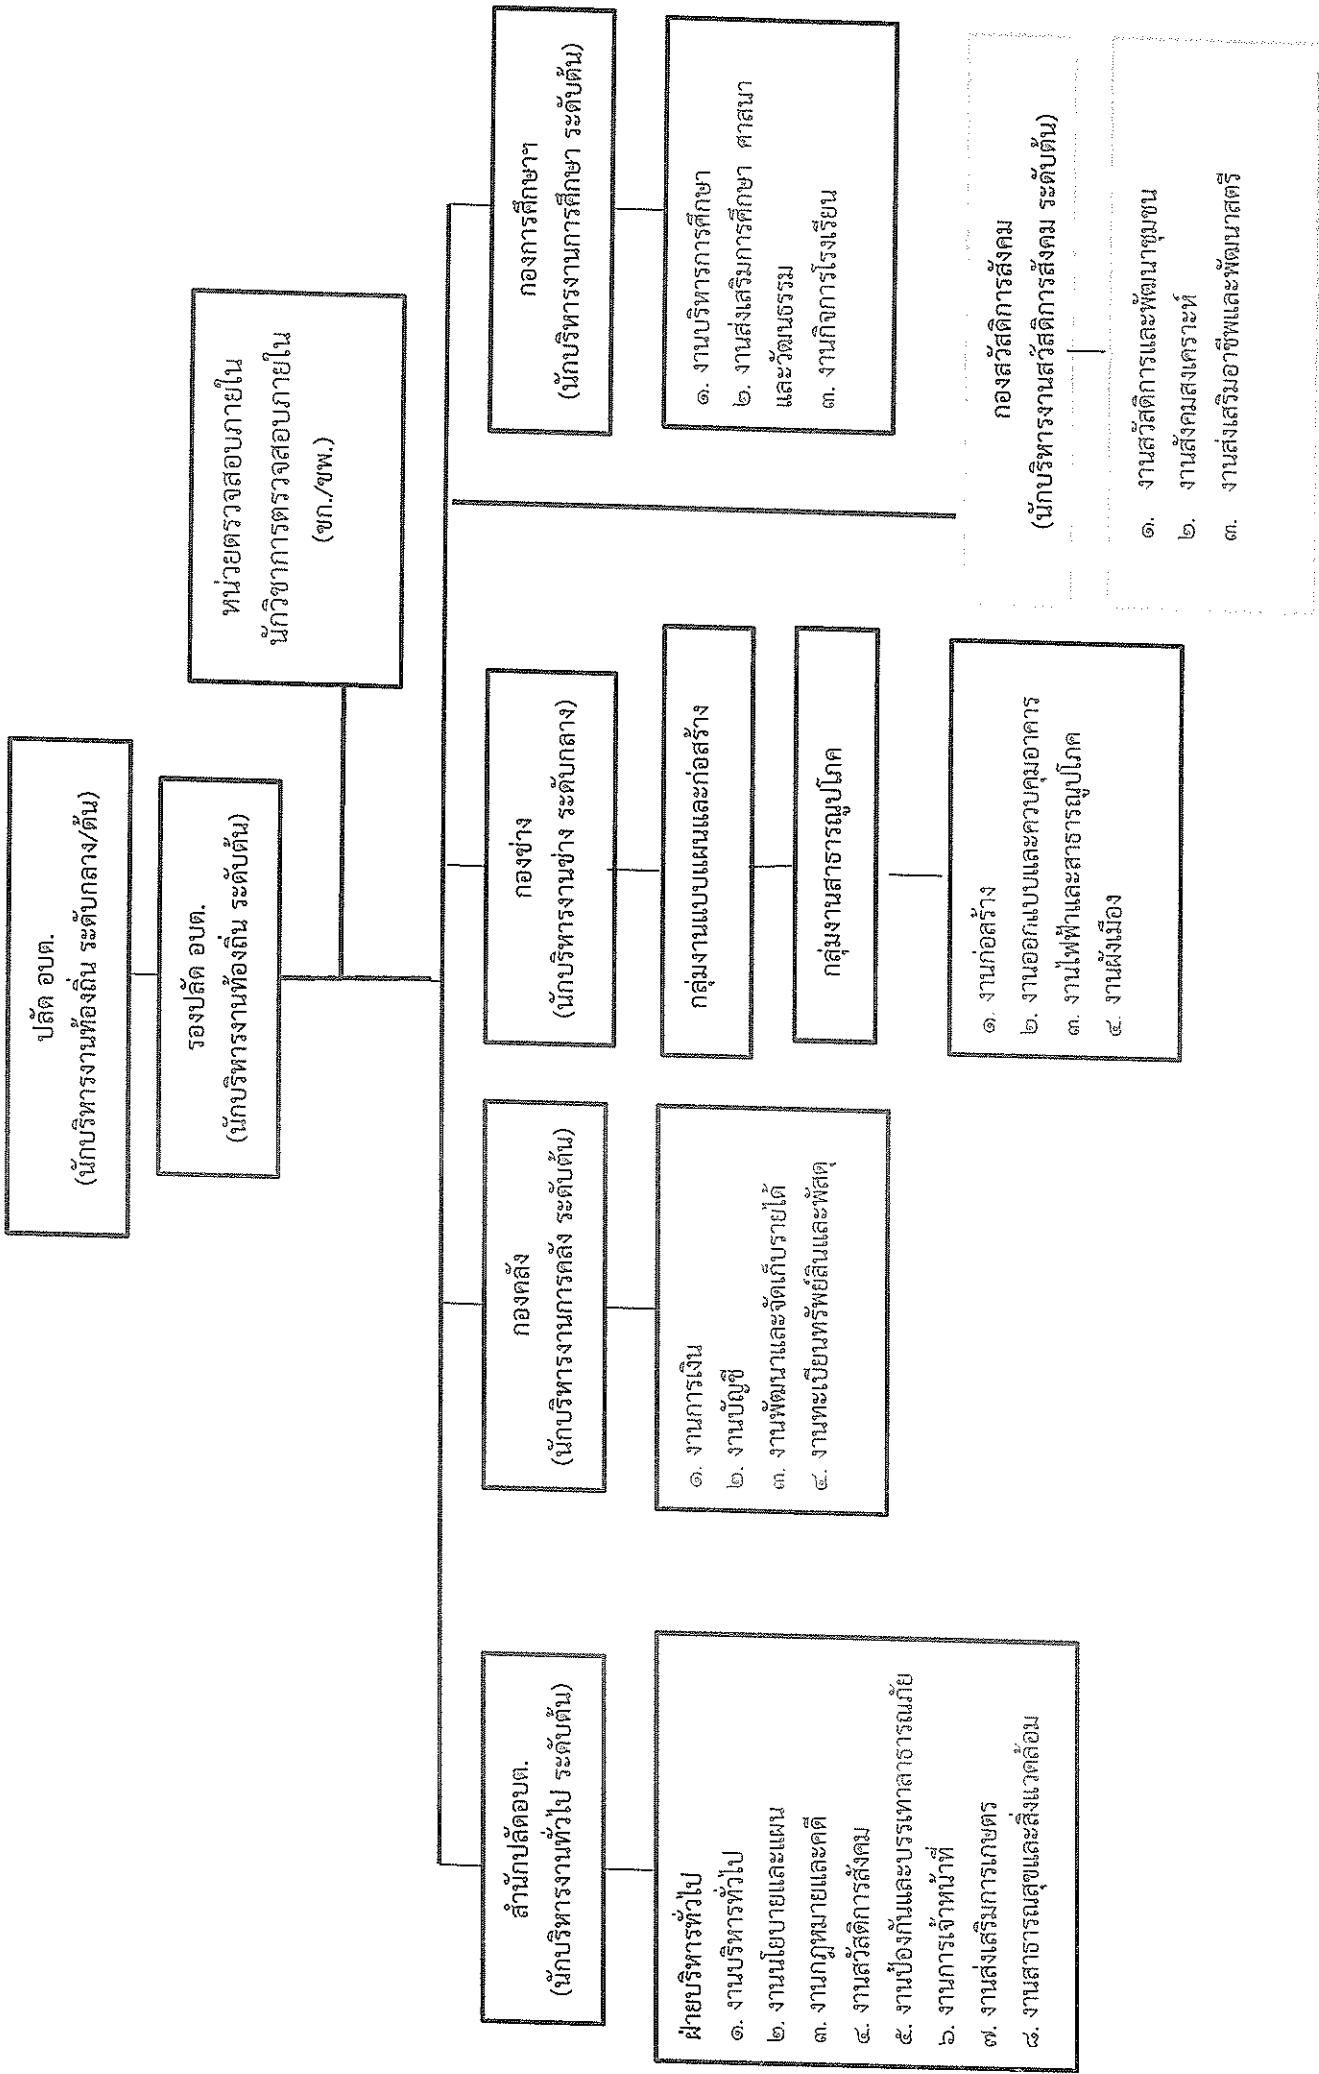 ปลัด อบต.
(นักบริหารงานท้องถิ่น ระดับกลาง/ต้น)
รองปลัด อบต.
(นักบริหารงานท้องถิ่น ระดับต้น)
หน่วยตรวจสอบภายใน
นักวิชาการตรวจสอบภายใน
(ชก./ชพ.)
สำนักปลัดอบต.
(นักบริหารงานทั่วไป ระดับต้น)
ฝ่ายบริหารทั่วไป
๑. งานบริหารทั่วไป
๒. งานนโยบายและแผน
๓. งานกฎหมายและคดี
๔. งานสวัสดิการสังคม
๕. งานป้องกันและบรรเทาสาธารณภัย
๖. งานการเจ้าหน้าที่
๗. งานส่งเสริมการเกษตร
๘. งานสาธารณสุขและสิ่งแวดล้อม
กองคลัง
(นักบริหารงานการคลัง ระดับต้น)
๑. งานการเงิน
๒. งานบัญชี
๓. งานพัฒนาและจัดเก็บรายได้
๔. งานทะเบียนทรัพย์สินและพัสดุ
กองช่าง
(นักบริหารงานช่าง ระดับกลาง)
กลุ่มงานแบบแผนและก่อสร้าง
กลุ่มงานสาธารณูปโภค
๑. งานก่อสร้าง
๒. งานออกแบบและควบคุมอาคาร
๓. งานไฟฟ้าและสาธารณูปโภค
๔. งานผังเมือง
กองการศึกษาฯ
(นักบริหารงานการศึกษา ระดับต้น)
๑. งานบริหารการศึกษา
๒. งานส่งเสริมการศึกษา ศาสนา
และวัฒนธรรม
๓. งานกิจการโรงเรียน
กองสวัสดิการสังคม
(นักบริหารงานสวัสดิการสังคม ระดับต้น)
๑. งานสวัสดิการและพัฒนาชุมชน
๒. งานสังคมสงเคราะห์
๓. งานส่งเสริมอาชีพและพัฒนาสตรี